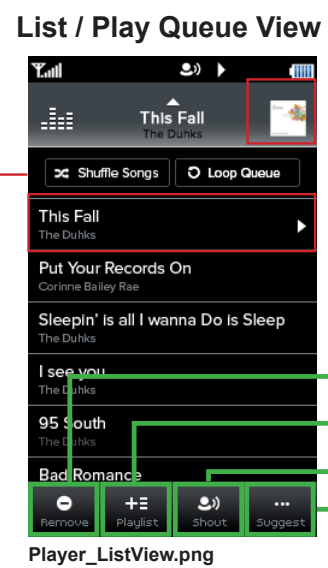 List / Play Queue View
This Fall
The Duhks
Shuffle Songs
Loop Queue
This Fall
The Duhks
Put Your Records On
Corinne Bailey Rae
Sleepin' is all I wanna Do is Sleep
The Duhks
I see you
The Duhks
95 South
The Duhks
Bad Romance
Remove
Playlist
Shout
Suggest
Player_ListView.png